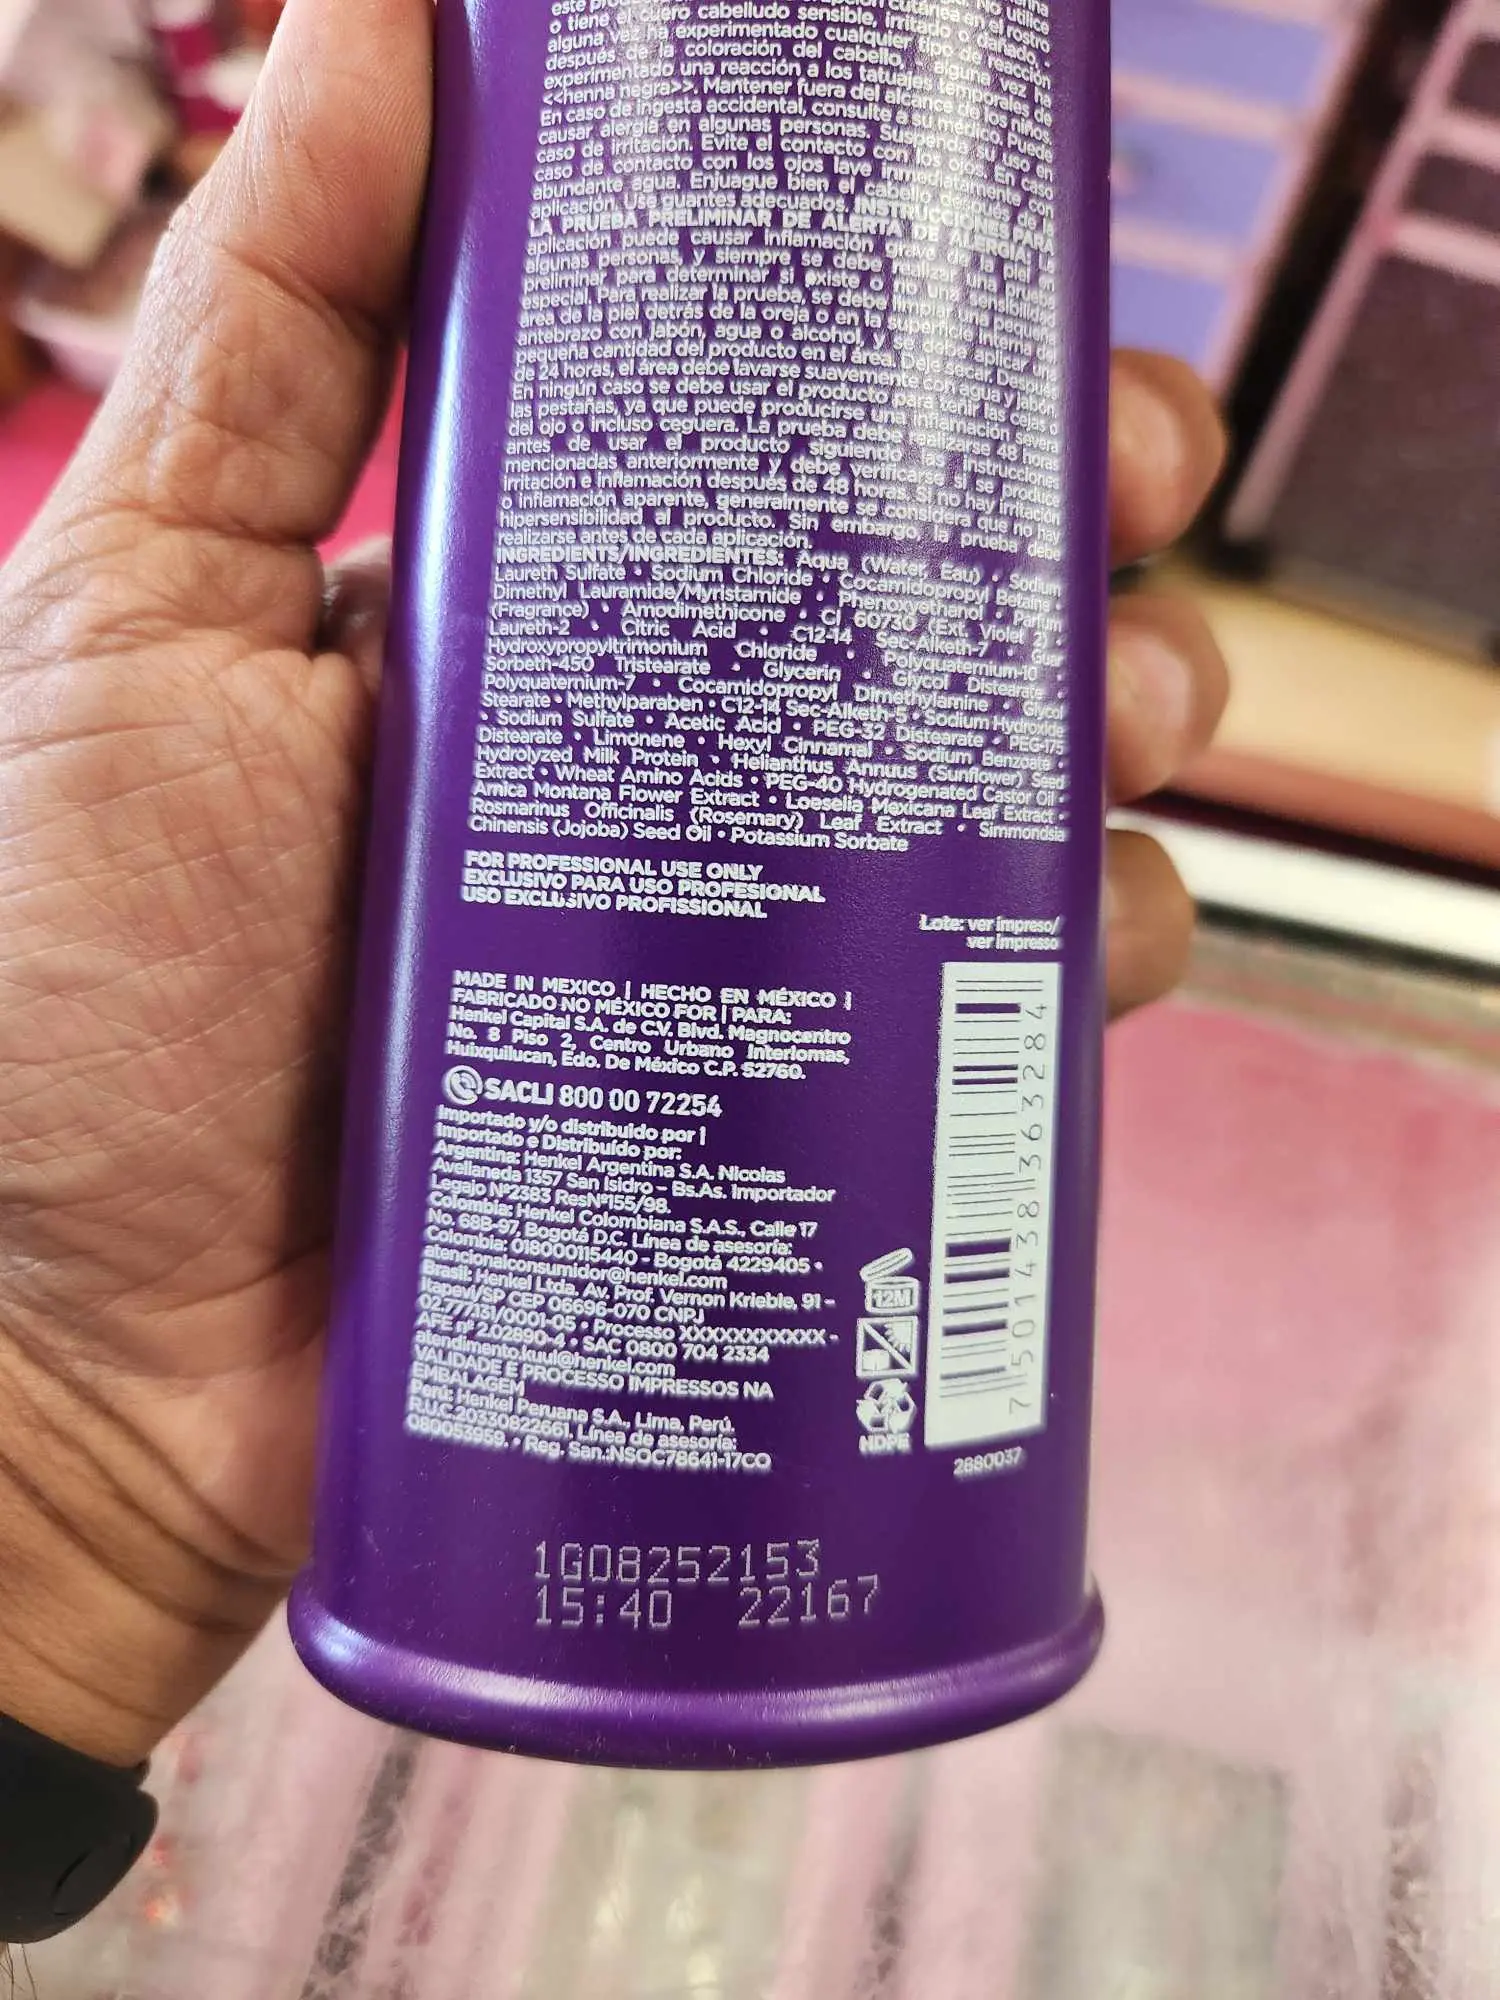 o tiene el cuero cabelludo sensible, irritado o dañado, -
alguna vez ha experimentado cualquier tipo de reacción
después de la coloración del cabello, - alguna vez ha
experimentado una reacción a los tatuajes temporales de
<<henna negra>>. Mantener fuera del alcance de los niños.
En caso de ingesta accidental, consulte a su médico. Puede
causar alergia en algunas personas. Suspenda su uso en
caso de irritación. Evite el contacto con los ojos. En caso
de contacto con los ojos lave inmediatamente con
abundante agua. Enjuague bien el cabello después de la
aplicación. Use guantes adecuados. INSTRUCCIONES PARA
LA PRUEBA PRELIMINAR DE ALERTA DE ALERGIA: La
aplicación puede causar inflamación grave de la piel en
algunas personas, y siempre se debe realizar una prueba
preliminar para determinar si existe o no una sensibilidad
especial. Para realizar la prueba, se debe limpiar una pequeña
área de la piel detrás de la oreja o en la superficie interna del
antebrazo con jabón, agua o alcohol, y se debe aplicar una
pequeña cantidad del producto en el área. Deje secar. Después
de 24 horas, el área debe lavarse suavemente con agua y jabón.
En ningún caso se debe usar el producto para teñir las cejas o
las pestañas, ya que puede producirse una inflamación severa
del ojo o incluso ceguera. La prueba debe realizarse 48 horas
antes de usar el producto siguiendo las instrucciones
mencionadas anteriormente y debe verificarse si se produce
irritación e inflamación después de 48 horas. Si no hay irritación
o inflamación aparente, generalmente se considera que no hay
hipersensibilidad al producto. Sin embargo, la prueba debe
realizarse antes de cada aplicación.
INGREDIENTS/INGREDIENTES: Aqua (Water, Eau) • Sodium
Laureth Sulfate • Sodium Chloride • Cocamidopropyl Betaine •
Dimethyl Lauramide/Myristamide • Phenoxyethanol • Parfum
(Fragrance) • Amodimethicone • CI 60730 (Ext. Violet 2) •
Laureth-2 • Citric Acid • C12-14 Sec-Alketh-7 • Guar
Hydroxypropyltrimonium Chloride • Polyquaternium-10 •
Sorbeth-450 Tristearate • Glycerin • Glycol Distearate •
Polyquaternium-7 • Cocamidopropyl Dimethylamine • Glycol
Stearate • Methylparaben • C12-14 Sec-Alketh-5 • Sodium Hydroxide
• Sodium Sulfate • Acetic Acid • PEG-32 Distearate • PEG-175
Distearate • Limonene • Hexyl Cinnamal • Sodium Benzoate •
Hydrolyzed Milk Protein • Helianthus Annuus (Sunflower) Seed
Extract • Wheat Amino Acids • PEG-40 Hydrogenated Castor Oil •
Arnica Montana Flower Extract • Loeselia Mexicana Leaf Extract •
Rosmarinus Officinalis (Rosemary) Leaf Extract • Simmondsia
Chinensis (Jojoba) Seed Oil • Potassium Sorbate
FOR PROFESSIONAL USE ONLY
EXCLUSIVO PARA USO PROFESIONAL
USO EXCLUSIVO PROFISSIONAL
Lote: ver impreso/
ver impresso
MADE IN MEXICO | HECHO EN MÉXICO |
FABRICADO NO MÉXICO FOR | PARA:
Henkel Capital S.A. de C.V. Blvd. Magnocentro
No. 8 Piso 2, Centro Urbano Interlomas,
Huixquilucan, Edo. De México C.P. 52760.
SACLI 800 00 72254
Importado y/o distribuido por |
Importado e Distribuído por:
Argentina: Henkel Argentina S.A. Nicolas
Avellaneda 1357 San Isidro - Bs.As. Importador
Legajo Nº2383 ResNº155/98.
Colombia: Henkel Colombiana S.A.S., Calle 17
No. 68B-97, Bogotá D.C. Línea de asesoría:
Colombia: 018000115440 - Bogotá 4229405 •
atencionalconsumidor@henkel.com
Brasil: Henkel Ltda. Av. Prof. Vernon Krieble, 91 -
Itapevi/SP CEP 06696-070 CNPJ
02.777.131/0001-05 • Processo XXXXXXXXXXX -
AFE nº 2.02890-4 • SAC 0800 704 2334
atendimento.kuul@henkel.com
VALIDADE E PROCESSO IMPRESSOS NA
EMBALAGEM
Perú: Henkel Peruana S.A., Lima, Perú.
R.U.C.20330822661. Línea de asesoría:
080053959. • Reg. San.:NSOC78641-17CO
12M
HDPE
7501438363284
2680037
1G08252153
15:40 22167